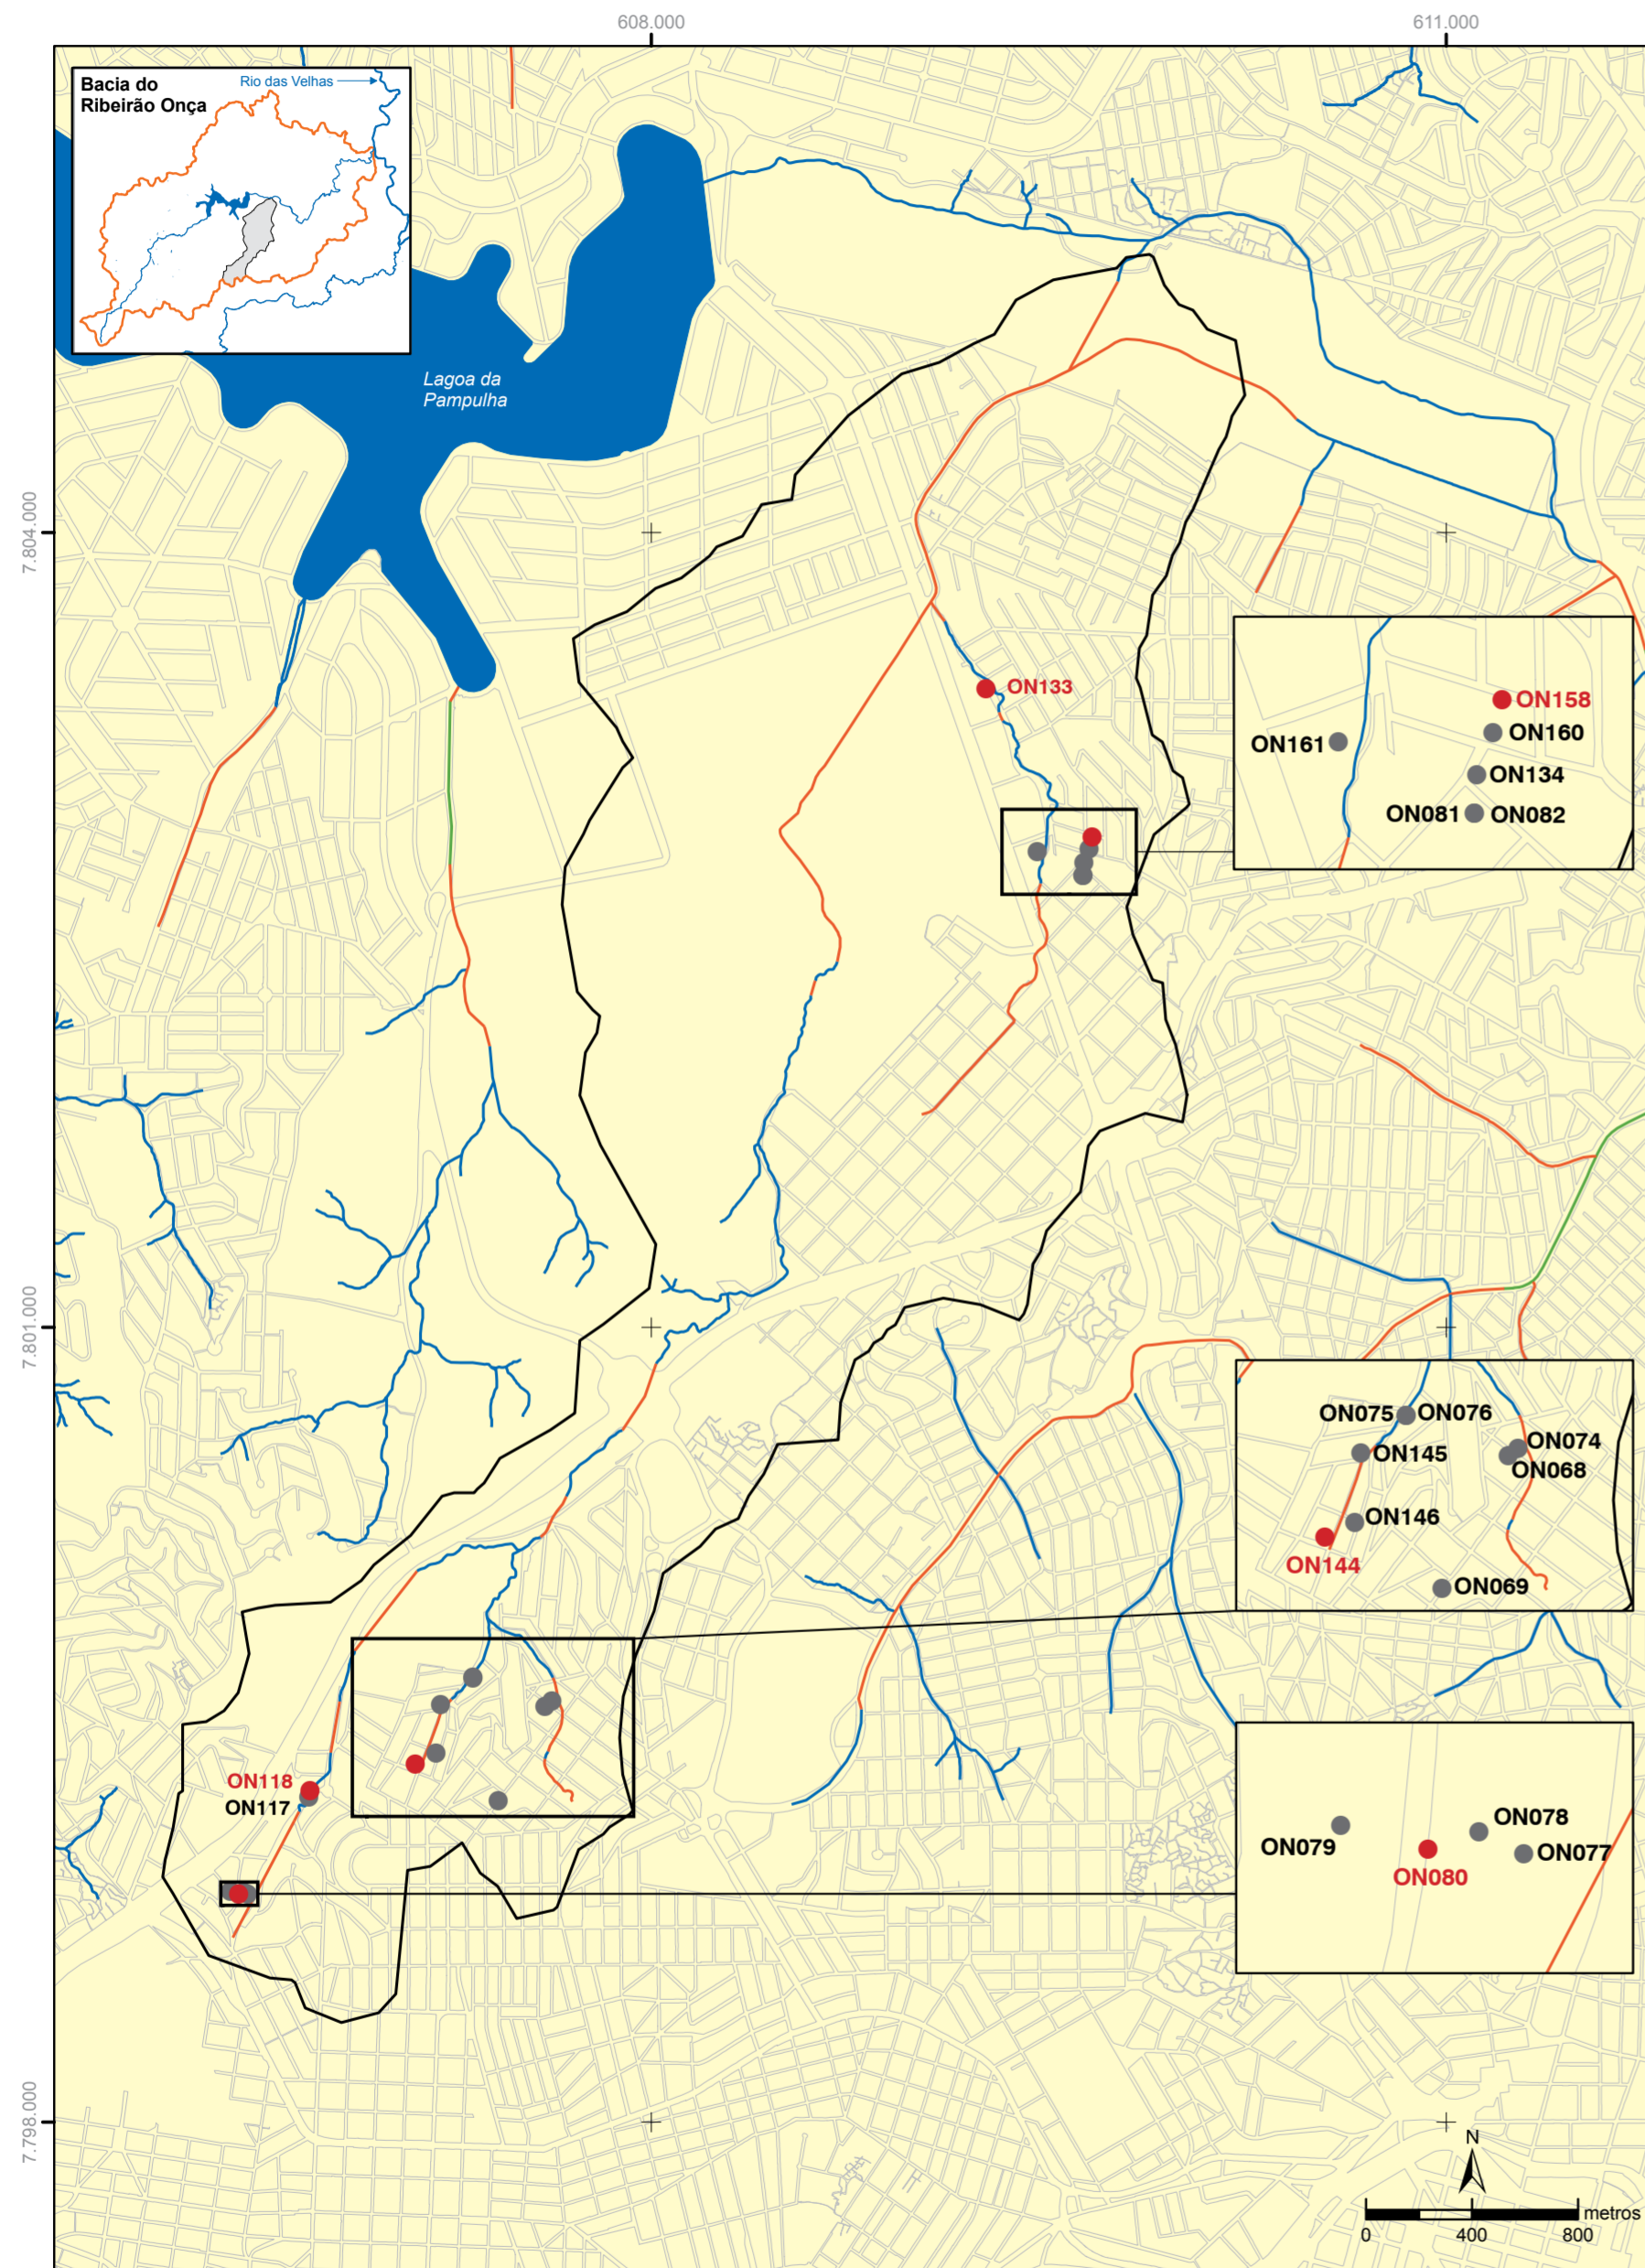 608.000
611.000
Bacia do
Ribeirão Onça
Rio das Velhas
Lagoa da
Pampulha
7.804.000
ON133
ON158
ON160
ON161
ON134
ON081
ON082
7.801.000
ON075
ON076
ON074
ON145
ON068
ON146
ON144
ON069
ON118
ON117
ON078
ON079
ON077
ON080
7.798.000
N
metros
0
400
800